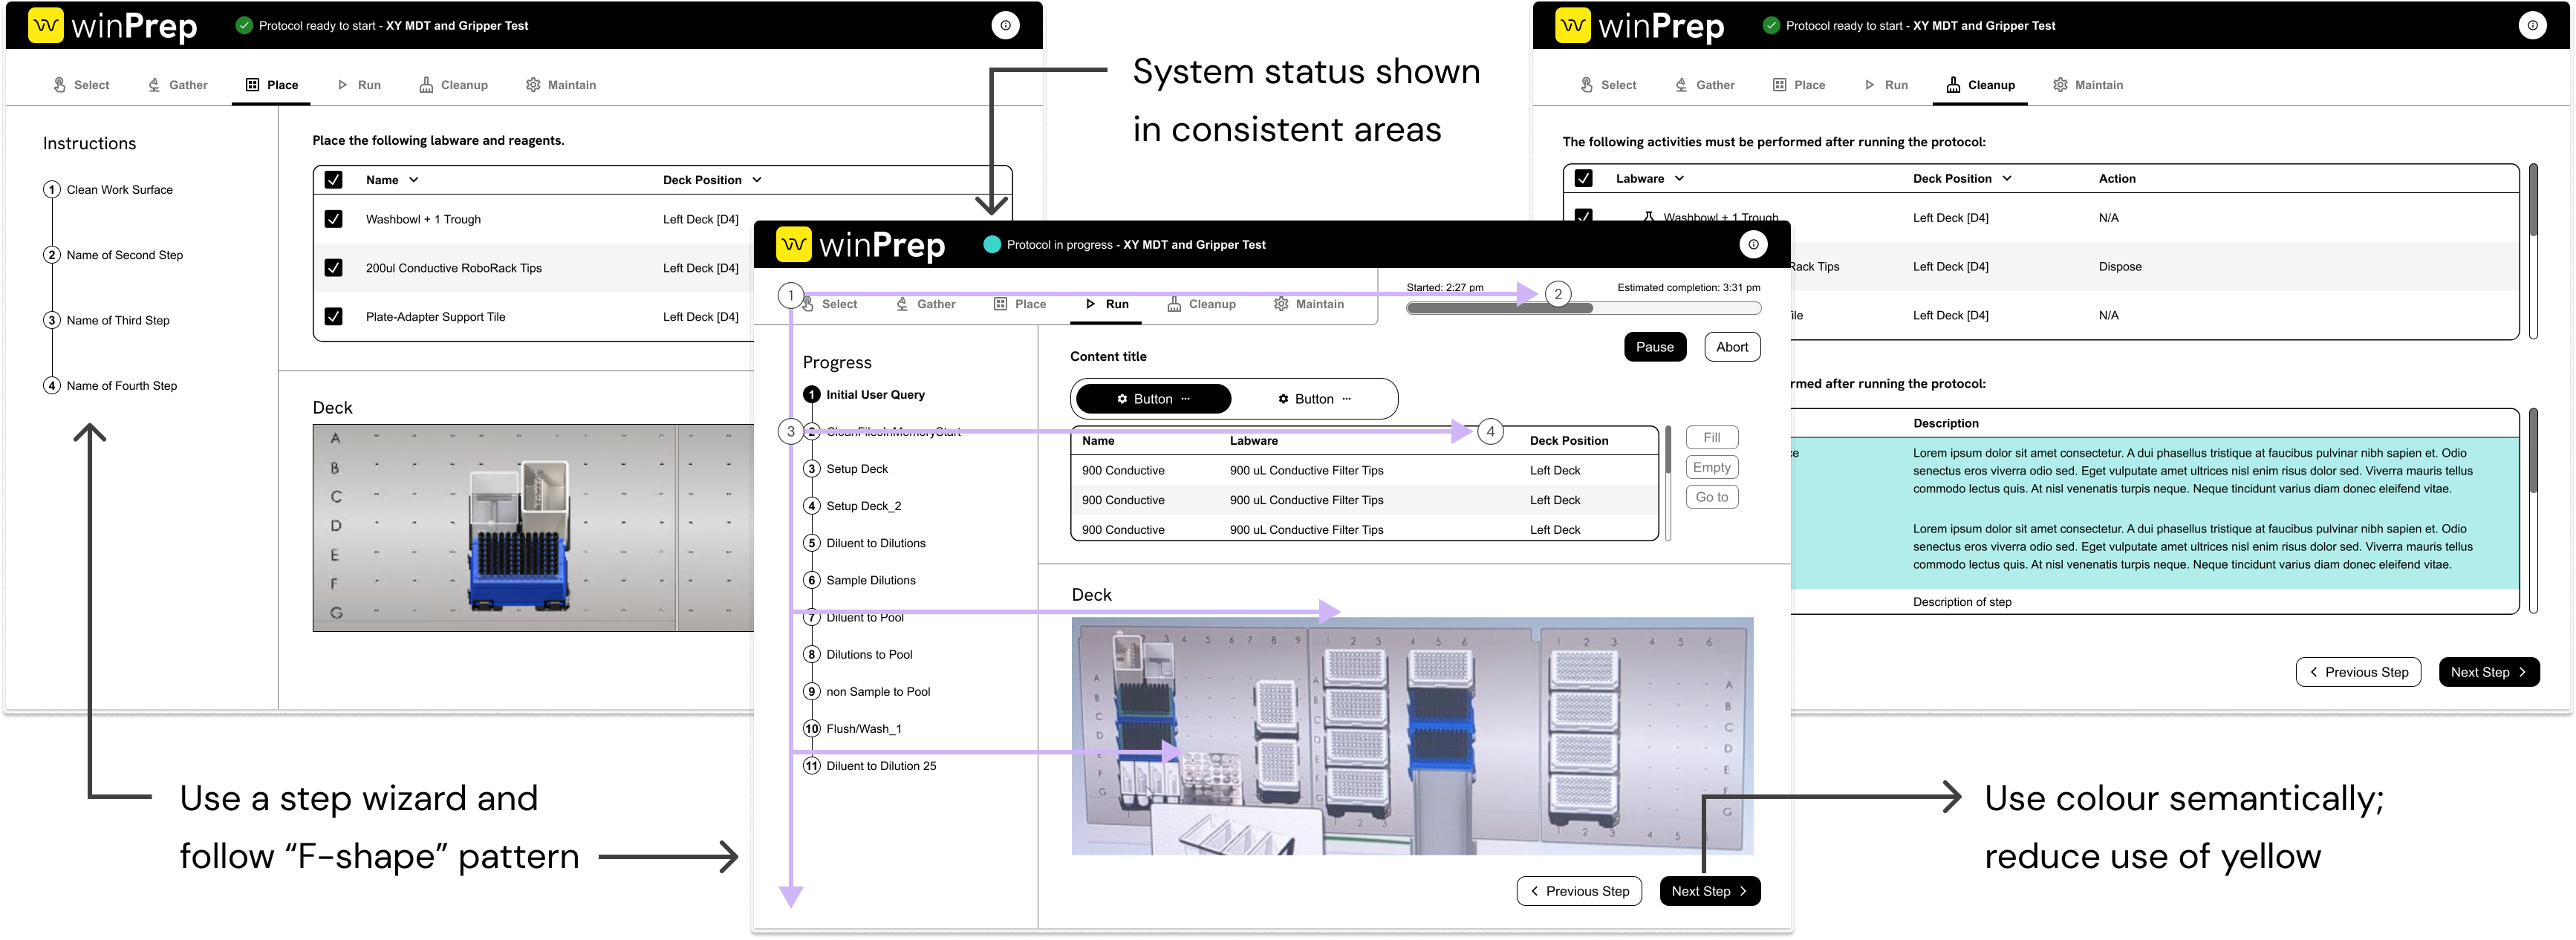 winPrep
Protocol ready to start - XY MDT and Gripper Test
Select
Gather
Place
Run
Cleanup
Maintain
Instructions
1 Clean Work Surface
2 Name of Second Step
3 Name of Third Step
4 Name of Fourth Step
Place the following labware and reagents.
Name
Deck Position
Washbowl + 1 Trough
Left Deck [D4]
200ul Conductive RoboRack Tips
Left Deck [D4]
Plate-Adapter Support Tile
Left Deck [D4]
Deck
A
B
C
D
E
F
G
System status shown
in consistent areas
winPrep
Protocol in progress - XY MDT and Gripper Test
1
Select
Gather
Place
Run
Cleanup
Maintain
Started: 2:27 pm
2
Estimated completion: 3:31 pm
Pause
Abort
Progress
1 Initial User Query
3
2 CleanFilesInMemoryStart
3 Setup Deck
4 Setup Deck_2
5 Diluent to Dilutions
6 Sample Dilutions
7 Diluent to Pool
8 Dilutions to Pool
9 non Sample to Pool
10 Flush/Wash_1
11 Diluent to Dilution 25
Content title
Button
Button
4
Name Labware Deck Position
900 Conductive 900 uL Conductive Filter Tips Left Deck
900 Conductive 900 uL Conductive Filter Tips Left Deck
900 Conductive 900 uL Conductive Filter Tips Left Deck
Fill
Empty
Go to
Deck
Previous Step
Next Step
winPrep
Protocol ready to start - XY MDT and Gripper Test
Select
Gather
Place
Run
Cleanup
Maintain
The following activities must be performed after running the protocol:
Labware
Deck Position
Action
Washbowl + 1 Trough
Left Deck [D4]
N/A
Rack Tips
Left Deck [D4]
Dispose
Left Deck [D4]
N/A
rmed after running the protocol:
Description
Lorem ipsum dolor sit amet consectetur. A dui phasellus tristique at faucibus pulvinar nibh sapien et. Odio
senectus eros viverra odio sed. Eget vulputate amet ultrices nisl enim risus dolor sed. Viverra mauris tellus
commodo lectus quis. At nisl venenatis turpis neque. Neque tincidunt varius diam donec eleifend vitae.
Lorem ipsum dolor sit amet consectetur. A dui phasellus tristique at faucibus pulvinar nibh sapien et. Odio
senectus eros viverra odio sed. Eget vulputate amet ultrices nisl enim risus dolor sed. Viverra mauris tellus
commodo lectus quis. At nisl venenatis turpis neque. Neque tincidunt varius diam donec eleifend vitae.
Description of step
Previous Step
Next Step
Use a step wizard and
follow “F-shape” pattern
Use colour semantically;
reduce use of yellow